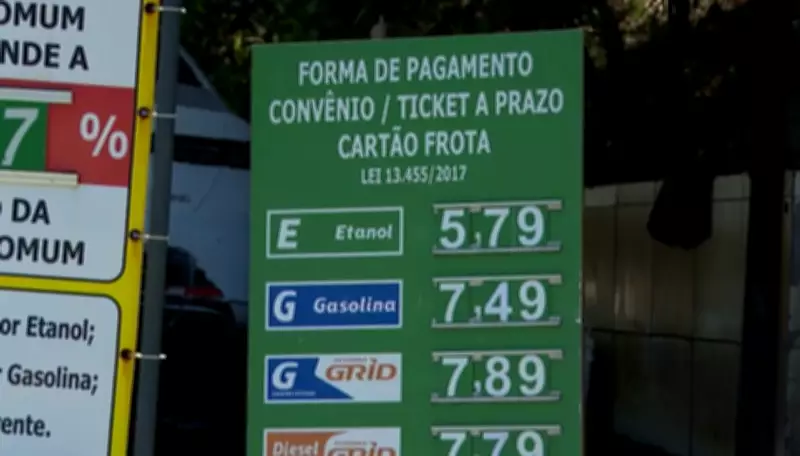 OMUM
NDE A
7 %
O DA
OMUM
or Etanol;
Gasolina;
ente.
FORMA DE PAGAMENTO
CONVÊNIO / TICKET A PRAZO
CARTÃO FROTA
LEI 13.455/2017
E Etanol 5,79
G Gasolina 7,49
G GRID 7,89
Diesel GRID 7,79